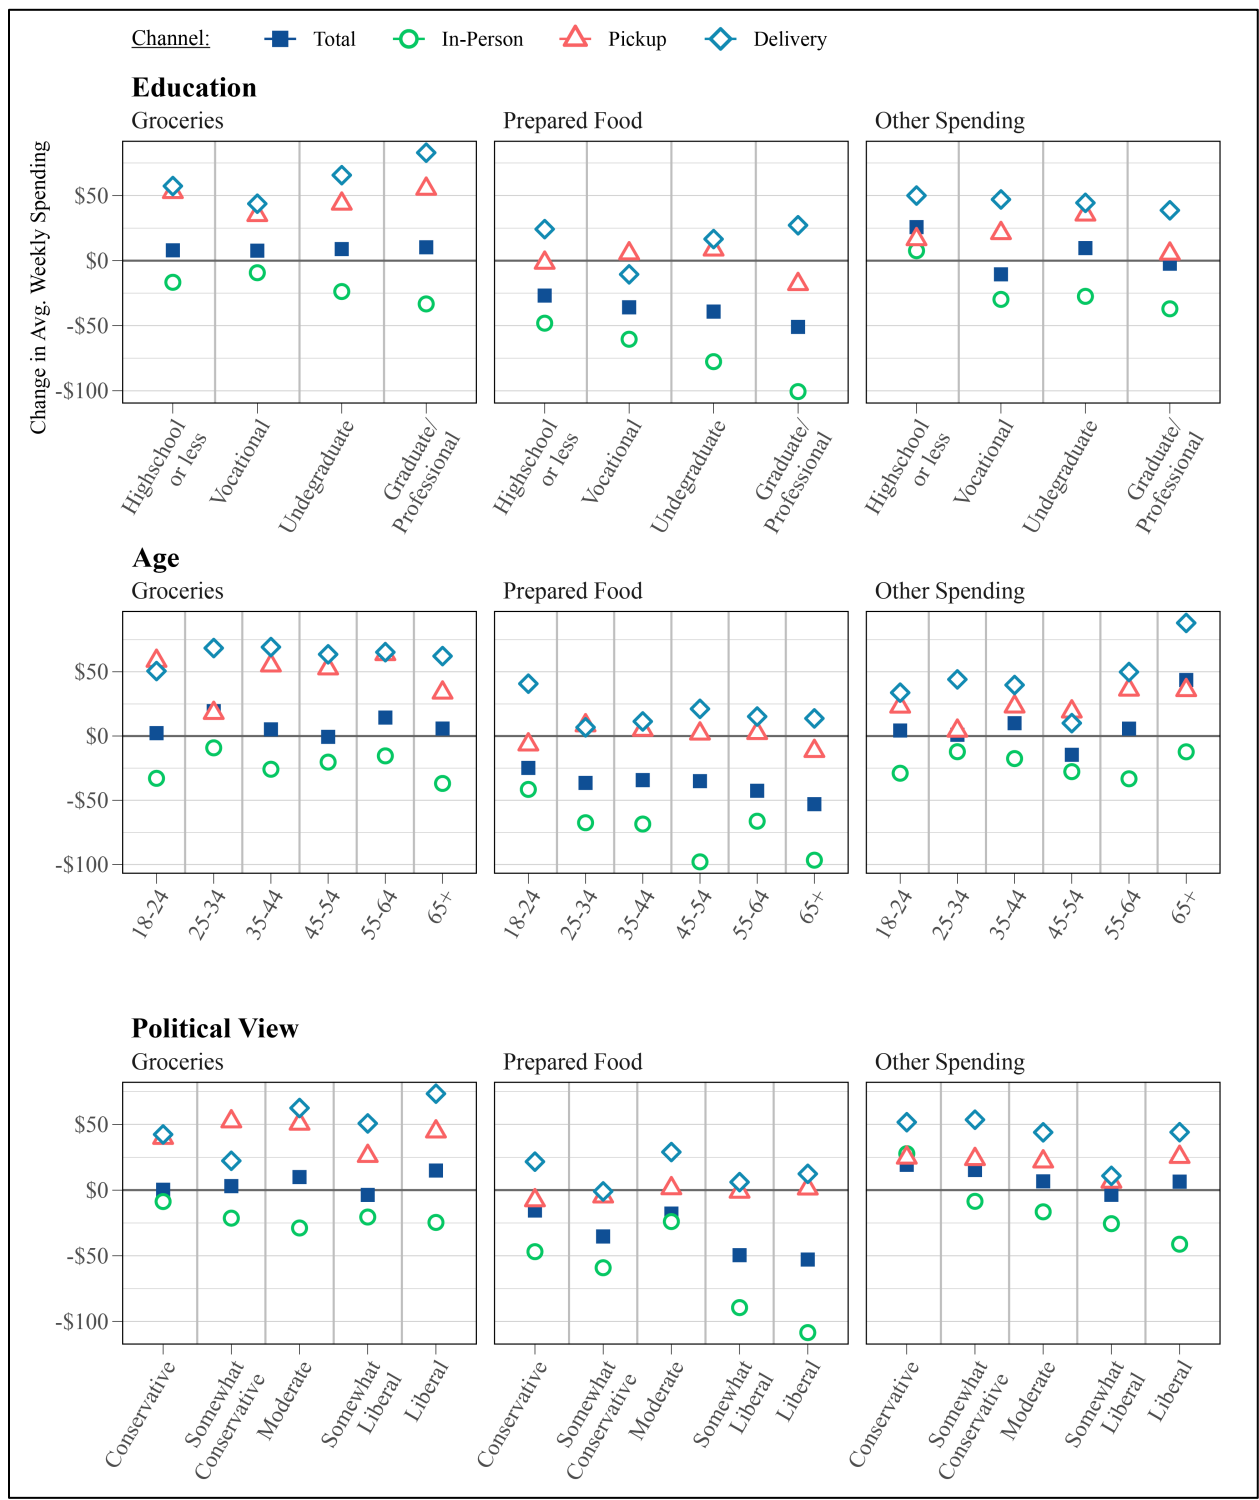 Channel: Total In-Person Pickup Delivery
Education
Groceries Prepared Food Other Spending
Change in Avg. Weekly Spending
$50
$0
-$50
-$100
Highschool
or less
Vocational
Undegraduate
Graduate/
Professional
Highschool
or less
Vocational
Undegraduate
Graduate/
Professional
Highschool
or less
Vocational
Undegraduate
Graduate/
Professional
Age
Groceries Prepared Food Other Spending
$50
$0
-$50
-$100
18-24 25-34 35-44 45-54 55-64 65+
18-24 25-34 35-44 45-54 55-64 65+
18-24 25-34 35-44 45-54 55-64 65+
Political View
Groceries Prepared Food Other Spending
$50
$0
-$50
-$100
Conservative
Somewhat
Conservative
Moderate
Somewhat
Liberal
Liberal
Conservative
Somewhat
Conservative
Moderate
Somewhat
Liberal
Liberal
Conservative
Somewhat
Conservative
Moderate
Somewhat
Liberal
Liberal